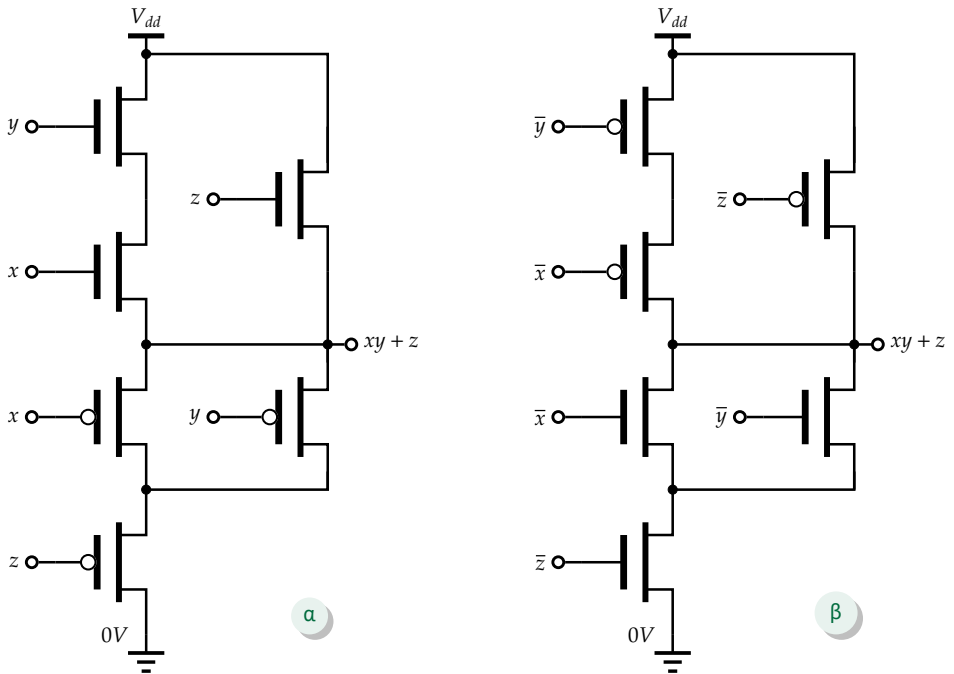 V_dd
y
z
x
xy + z
x
y
z
0V
α
V_dd
ȳ
z̄
x̄
xy + z
x̄
ȳ
z̄
0V
β